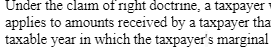 Under the claim of right doctrine, a taxpayer
applies to amounts received by a taxpayer
taxable year in which the taxpayer's marginal